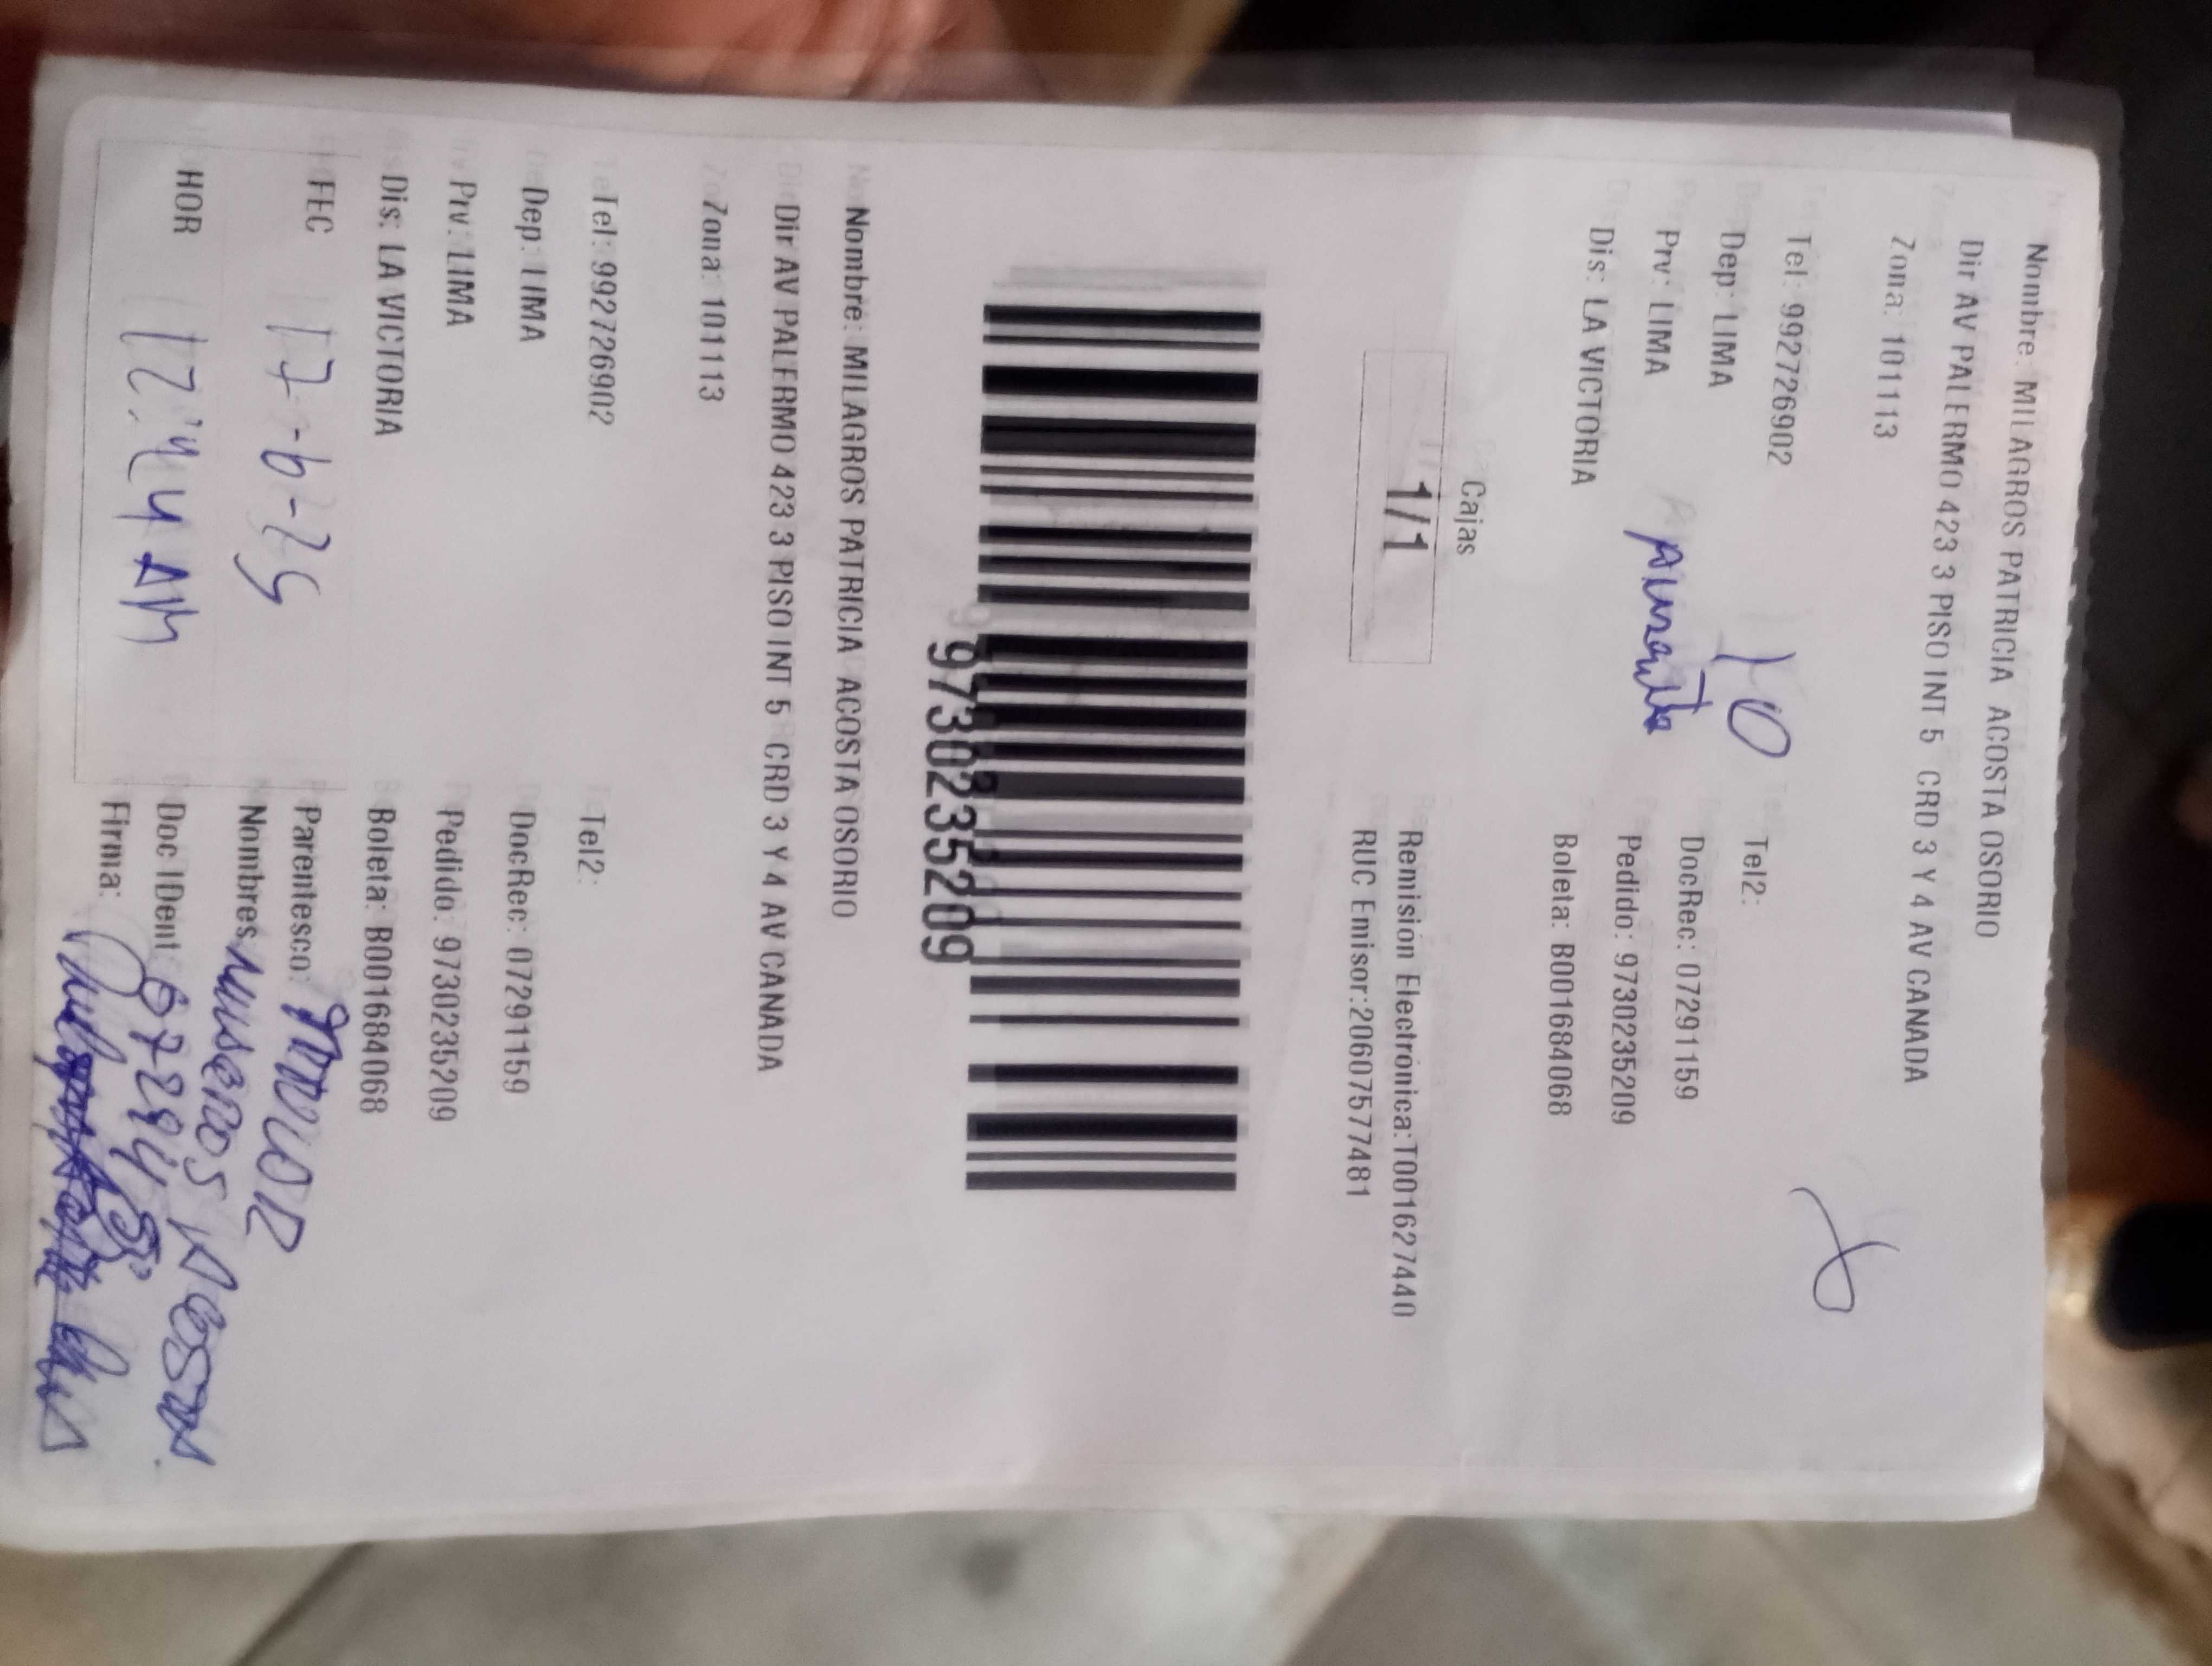 Nombre: MILAGROS PATRICIA ACOSTA OSORIO
Dir AV PALERMO 423 3 PISO INT 5 CRD 3 Y 4 AV CANADA
Zona: 101113
Tel: 992726902 Tel2:
Dep: LIMA DocRec: 07291159
Prv: LIMA Pedido: 9730235209
Dis: LA VICTORIA Boleta: B001684068
Cajas
1/1
Remisión Electrónica:T001627440
RUC Emisor:20607577481
9730235209
Nombre: MILAGROS PATRICIA ACOSTA OSORIO
Dir AV PALERMO 423 3 PISO INT 5 CRD 3 Y 4 AV CANADA
Zona: 101113
Tel: 992726902 Tel2:
Dep: LIMA DocRec: 07291159
Prv: LIMA Pedido: 9730235209
Dis: LA VICTORIA Boleta: B001684068
FEC 17-6-25 Parentesco:
Nombres Acosta
HOR 12:44 AM Doc IDent:
Firma: